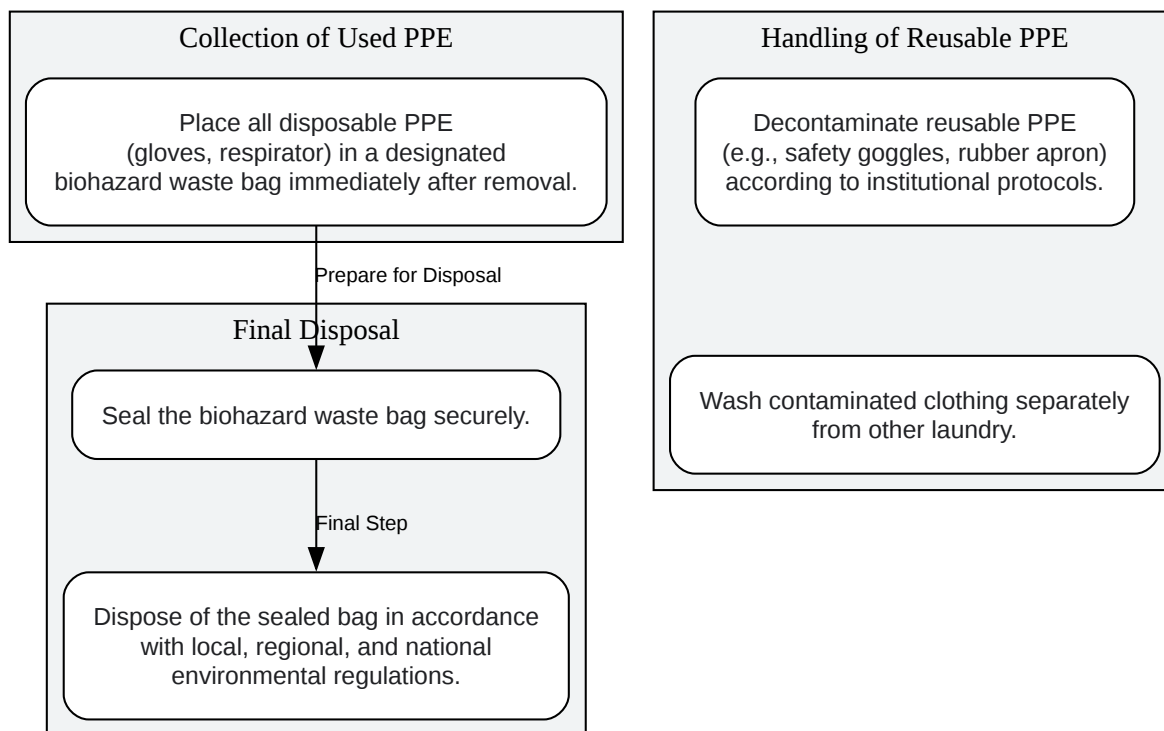 Collection of Used PPE
Place all disposable PPE
(gloves, respirator) in a designated
biohazard waste bag immediately after removal.
Prepare for Disposal
Final Disposal
Seal the biohazard waste bag securely.
Final Step
Dispose of the sealed bag in accordance
with local, regional, and national
environmental regulations.
Handling of Reusable PPE
Decontaminate reusable PPE
(e.g., safety goggles, rubber apron)
according to institutional protocols.
Wash contaminated clothing separately
from other laundry.